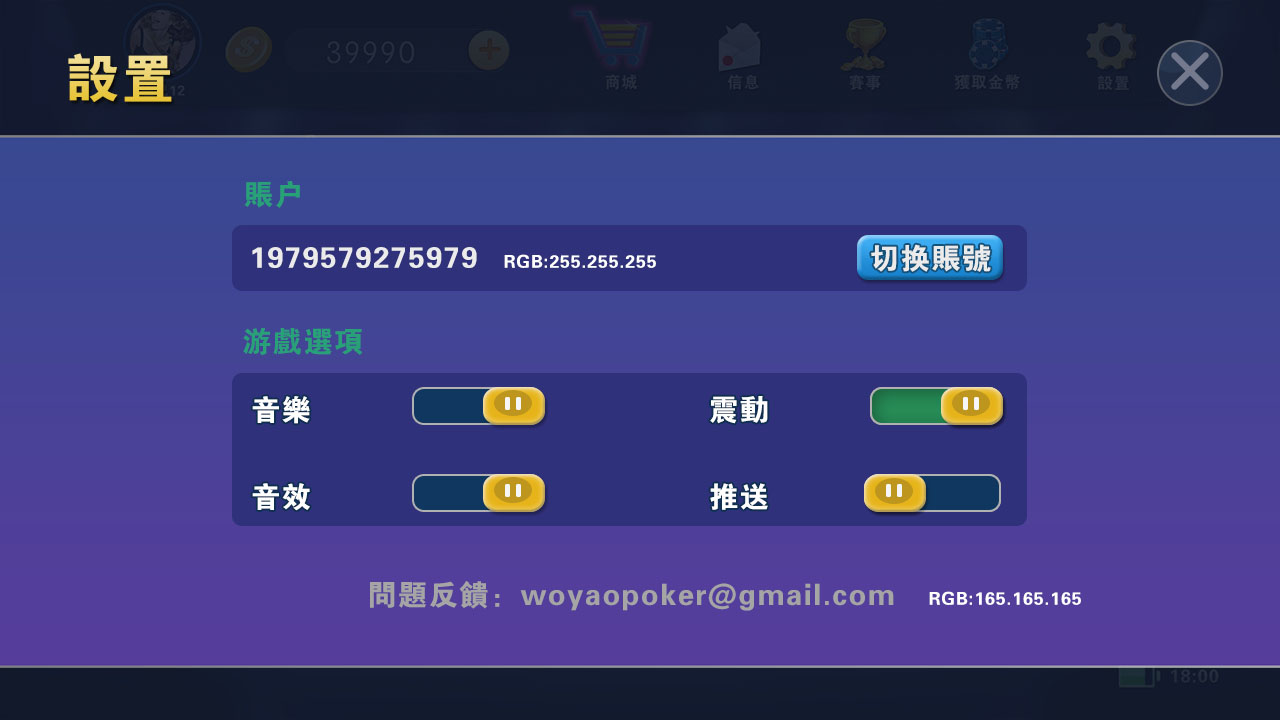 39990
商城
信息
賽事
獲取金幣
設置
設置
12
賬户
1979579275979 RGB:255.255.255
切换賬號
游戲選項
音樂 震動
音效 推送
問題反饋：woyaopoker@gmail.com RGB:165.165.165
18:00